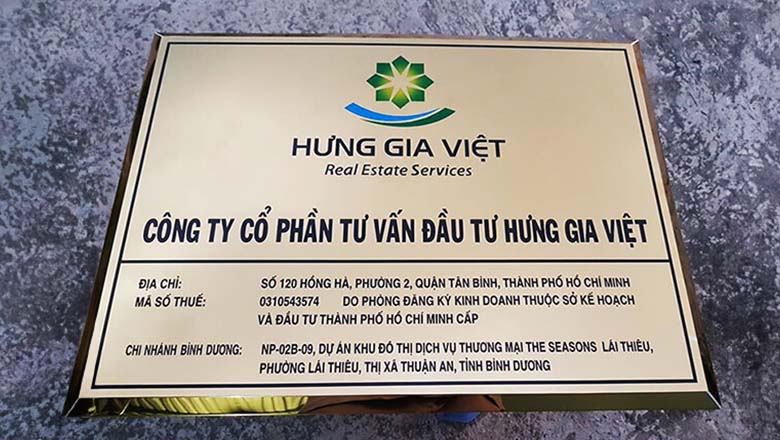 HƯNG GIA VIỆT
Real Estate Services
CÔNG TY CỔ PHẦN TƯ VẤN ĐẦU TƯ HƯNG GIA VIỆT
ĐỊA CHỈ: SỐ 120 HỒNG HÀ, PHƯỜNG 2, QUẬN TÂN BÌNH, THÀNH PHỐ HỒ CHÍ MINH
MÃ SỐ THUẾ: 0310543574 DO PHÒNG ĐĂNG KÝ KINH DOANH THUỘC SỞ KẾ HOẠCH
VÀ ĐẦU TƯ THÀNH PHỐ HỒ CHÍ MINH CẤP
CHI NHÁNH BÌNH DƯƠNG: NP-02B-09, DỰ ÁN KHU ĐÔ THỊ DỊCH VỤ THƯƠNG MẠI THE SEASONS LÁI THIÊU,
PHƯỜNG LÁI THIÊU, THỊ XÃ THUẬN AN, TỈNH BÌNH DƯƠNG